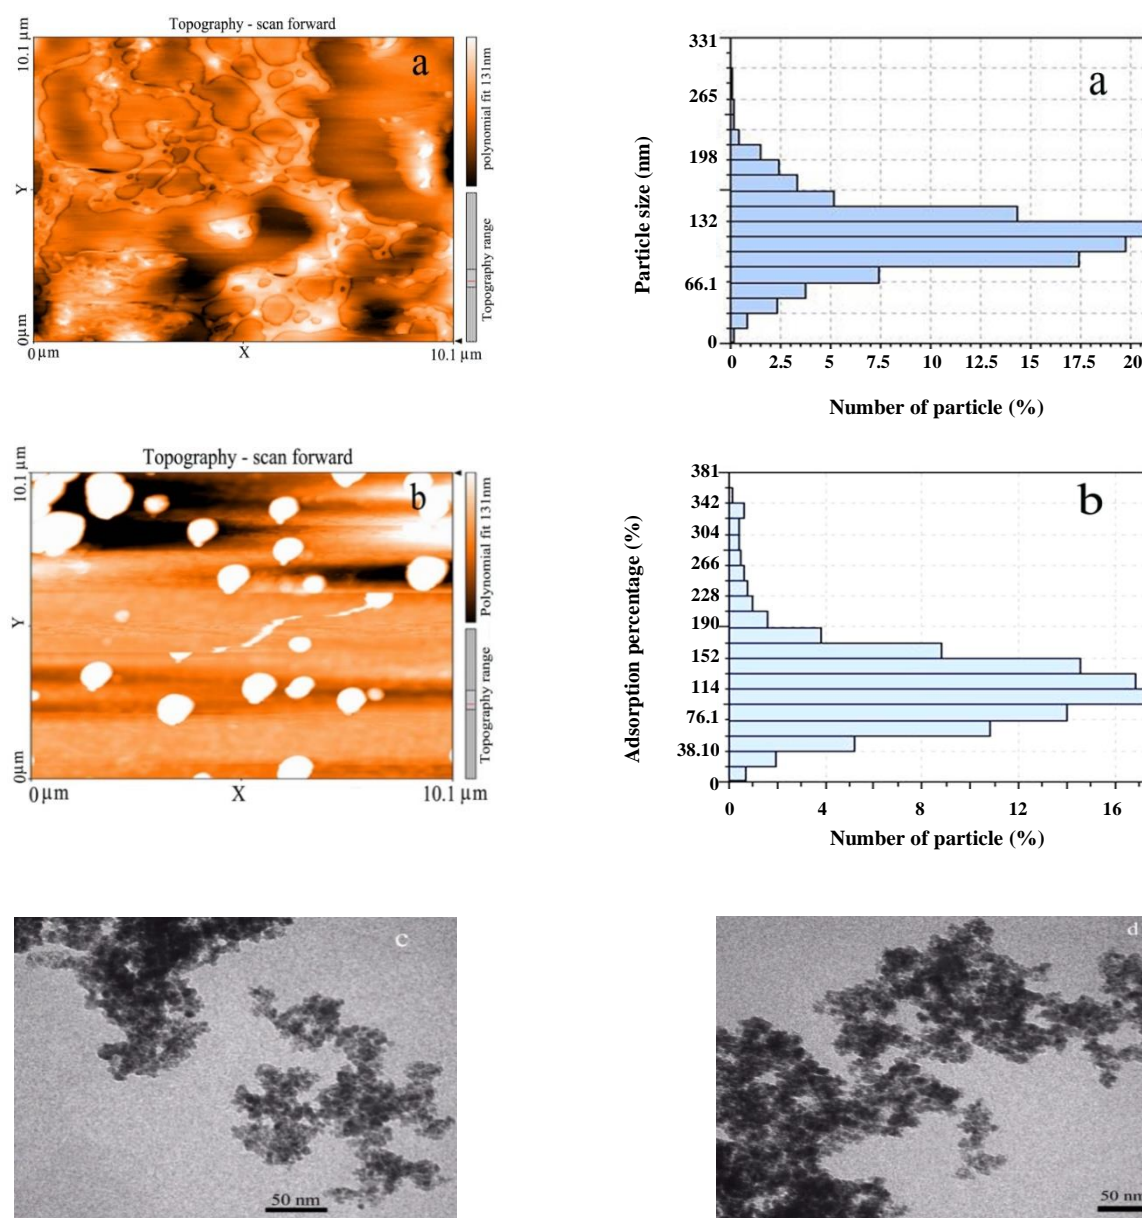 Topography - scan forward
10.1 µm
Y
0µm
0 µm
X
10.1 µm
a
polynomial fit 131nm
Topography range
331
265
198
132
66.1
0
Particle size (nm)
a
0
2.5
5
7.5
10
12.5
15
17.5
20
Number of particle (%)
Topography - scan forward
10.1 µm
Y
0µm
0 µm
X
10.1 µm
b
Polynomial fit 131nm
Topography range
381
342
304
266
228
190
152
114
76.1
38.10
0
Adsorption percentage (%)
b
0
4
8
12
16
Number of particle (%)
c
50 nm
d
50 nm